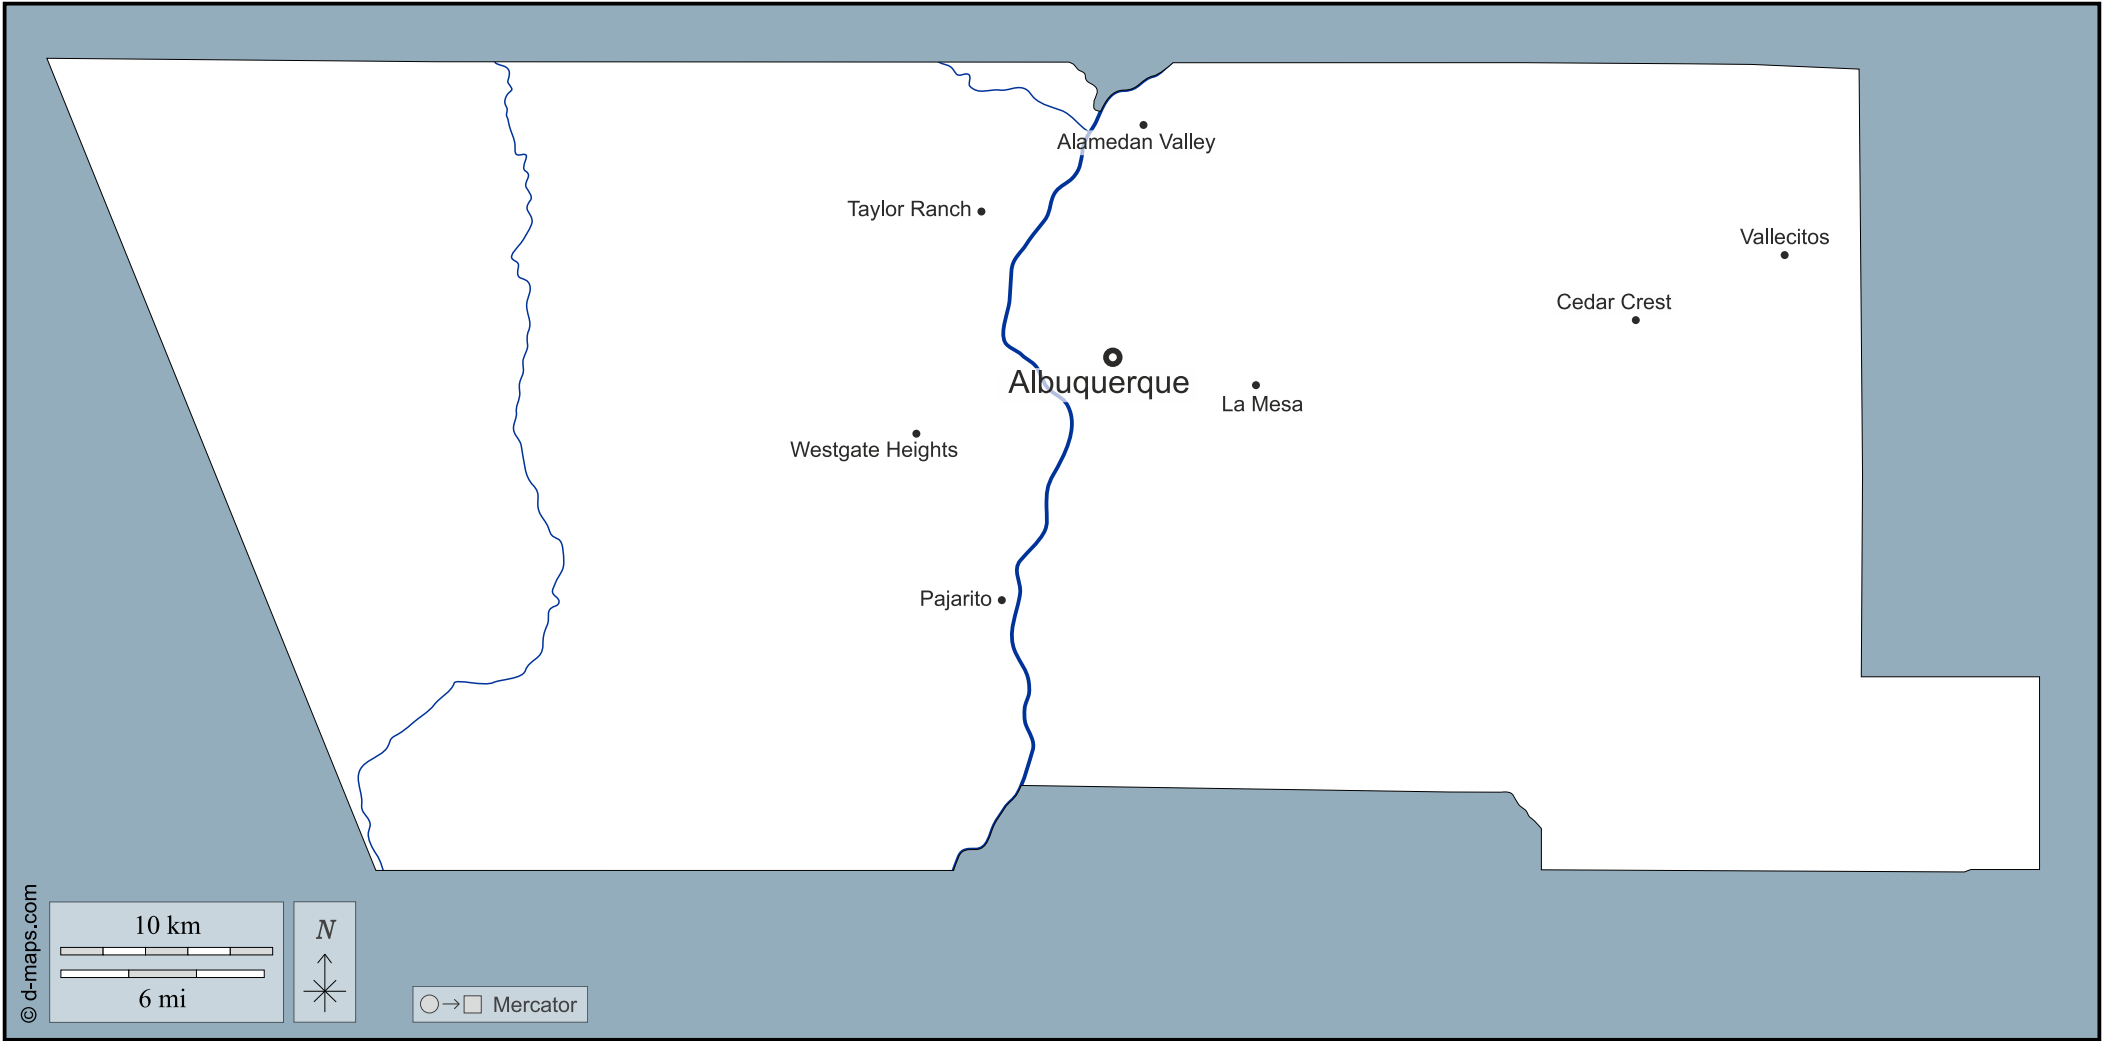 Alamedan Valley
Taylor Ranch
Vallecitos
Cedar Crest
Albuquerque
La Mesa
Westgate Heights
Pajarito
© d-maps.com
10 km
6 mi
N
Mercator